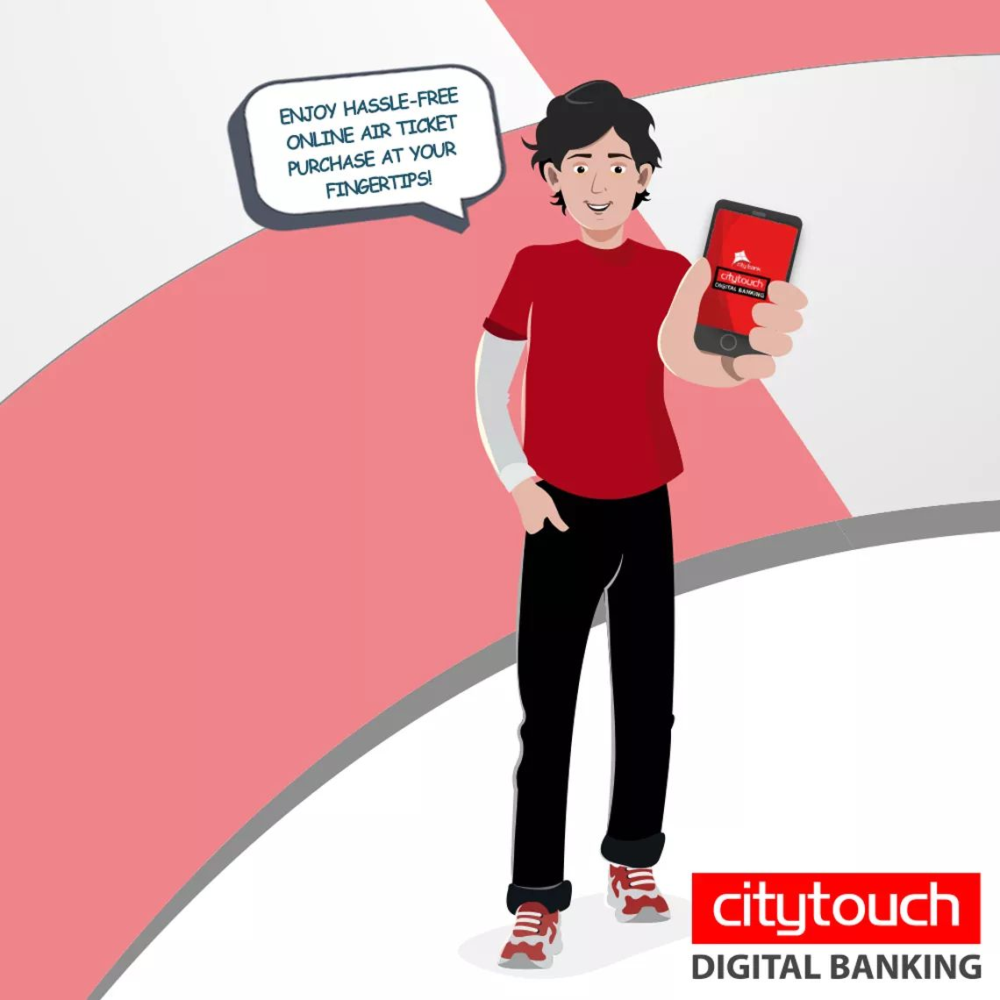 ENJOY HASSLE-FREE
ONLINE AIR TICKET
PURCHASE AT YOUR
FINGERTIPS!
city bank
citytouch
DIGITAL BANKING
citytouch
DIGITAL BANKING